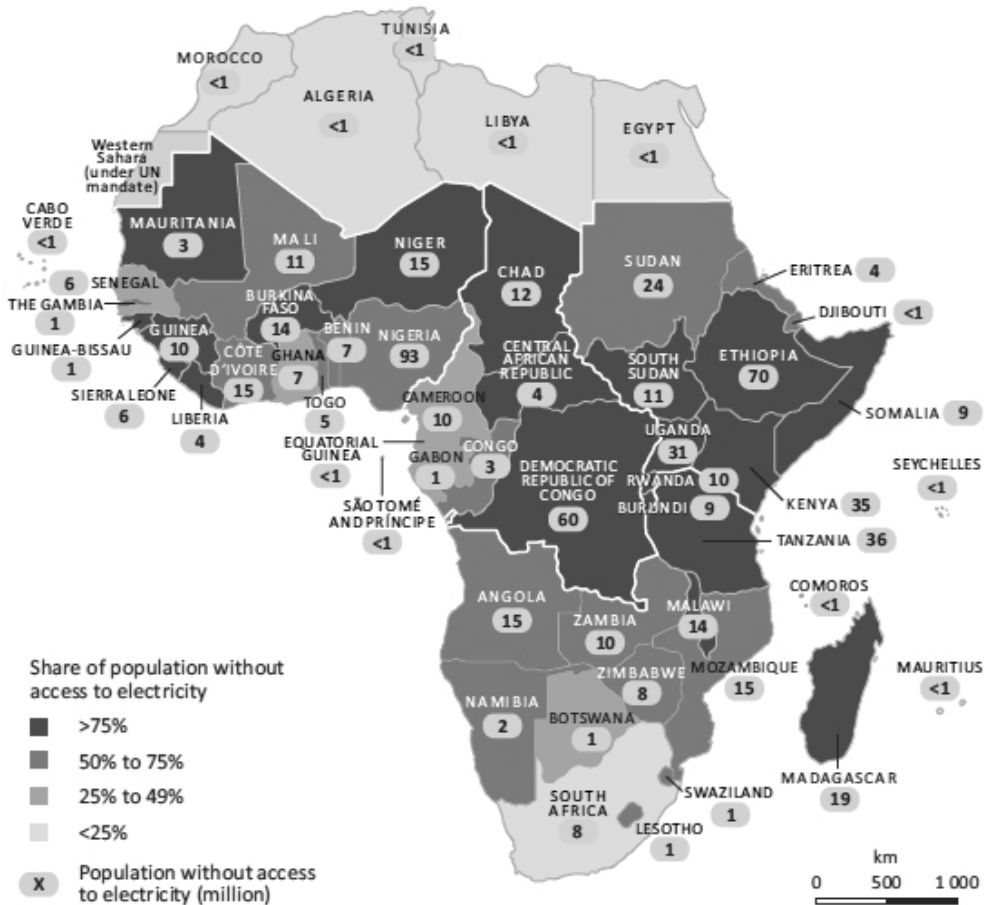 TUNISIA
<1
MOROCCO
<1
ALGERIA
<1
LIBYA
<1
EGYPT
<1
Western
Sahara
(under UN
mandate)
CABO
VERDE
<1
MAURITANIA
3
MALI
11
NIGER
15
CHAD
12
SUDAN
24
ERITREA 4
DJIBOUTI <1
6 SENEGAL
THE GAMBIA
1
GUINEA-BISSAU
1
GUINEA
10
SIERRA LEONE
6
LIBERIA
4
CÔTE
D'IVOIRE
15
BURKINA
FASO
14
GHANA
7
TOGO
5
BENIN
7
NIGERIA
93
CENTRAL
AFRICAN
REPUBLIC
4
SOUTH
SUDAN
11
ETHIOPIA
70
SOMALIA 9
CAMEROON
10
EQUATORIAL
GUINEA
<1
GABON
1
CONGO
3
SÃO TOMÉ
AND PRÍNCIPE
<1
DEMOCRATIC
REPUBLIC OF
CONGO
60
UGANDA
31
RWANDA 10
BURUNDI 9
KENYA 35
TANZANIA 36
SEYCHELLES
<1
COMOROS
<1
ANGOLA
15
ZAMBIA
10
MALAWI
14
MOZAMBIQUE
15
ZIMBABWE
8
NAMIBIA
2
BOTSWANA
1
MAURITIUS
<1
MADAGASCAR
19
SOUTH
AFRICA
8
SWAZILAND
1
LESOTHO
1
Share of population without
access to electricity
>75%
50% to 75%
25% to 49%
<25%
X Population without access
to electricity (million)
km
0 500 1 000